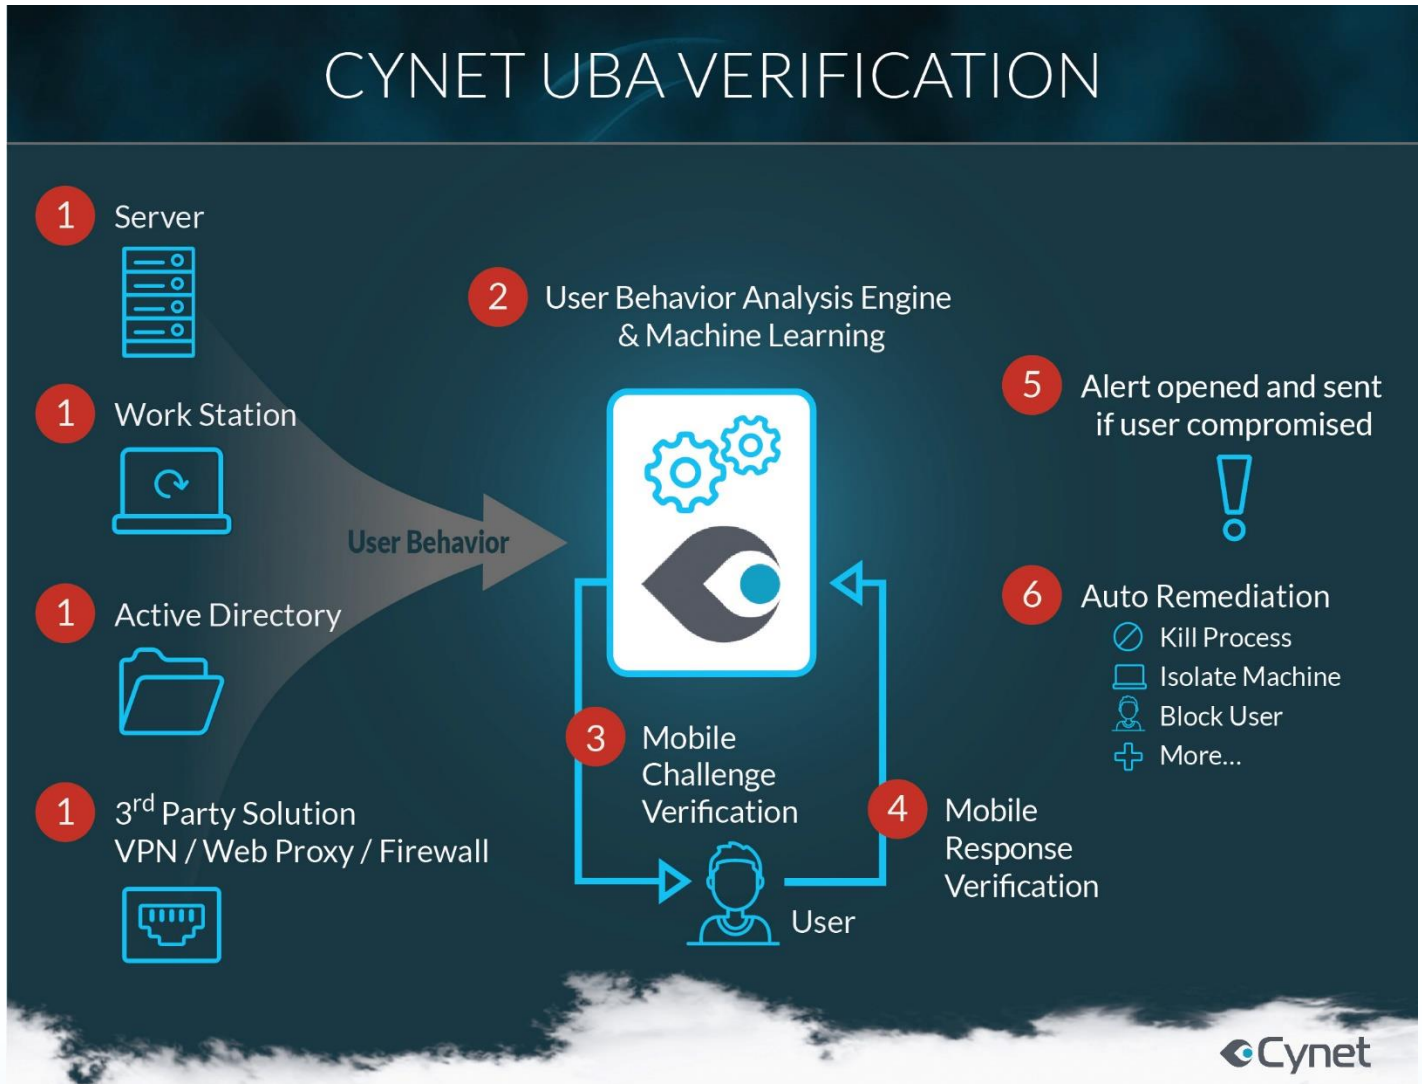 CYNET UBA VERIFICATION
1 Server
1 Work Station
User Behavior
1 Active Directory
1 3rd Party Solution
VPN / Web Proxy / Firewall
2 User Behavior Analysis Engine
& Machine Learning
3 Mobile
Challenge
Verification
User
4 Mobile
Response
Verification
5 Alert opened and sent
if user compromised
6 Auto Remediation
Kill Process
Isolate Machine
Block User
More...
Cynet